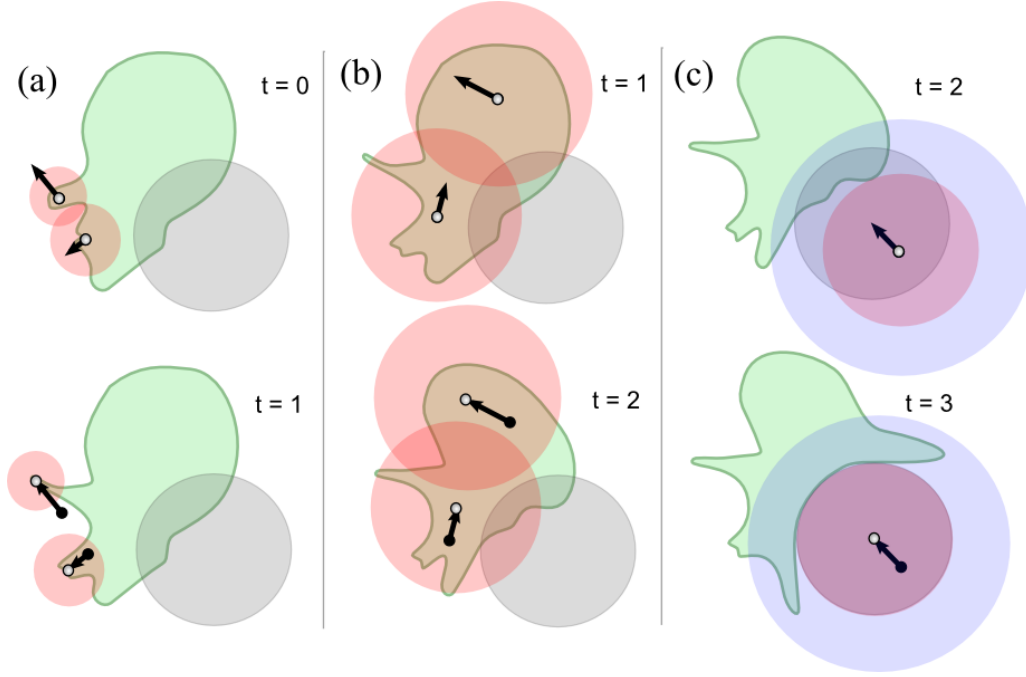 (a)
t = 0
t = 1
(b)
t = 1
t = 2
(c)
t = 2
t = 3